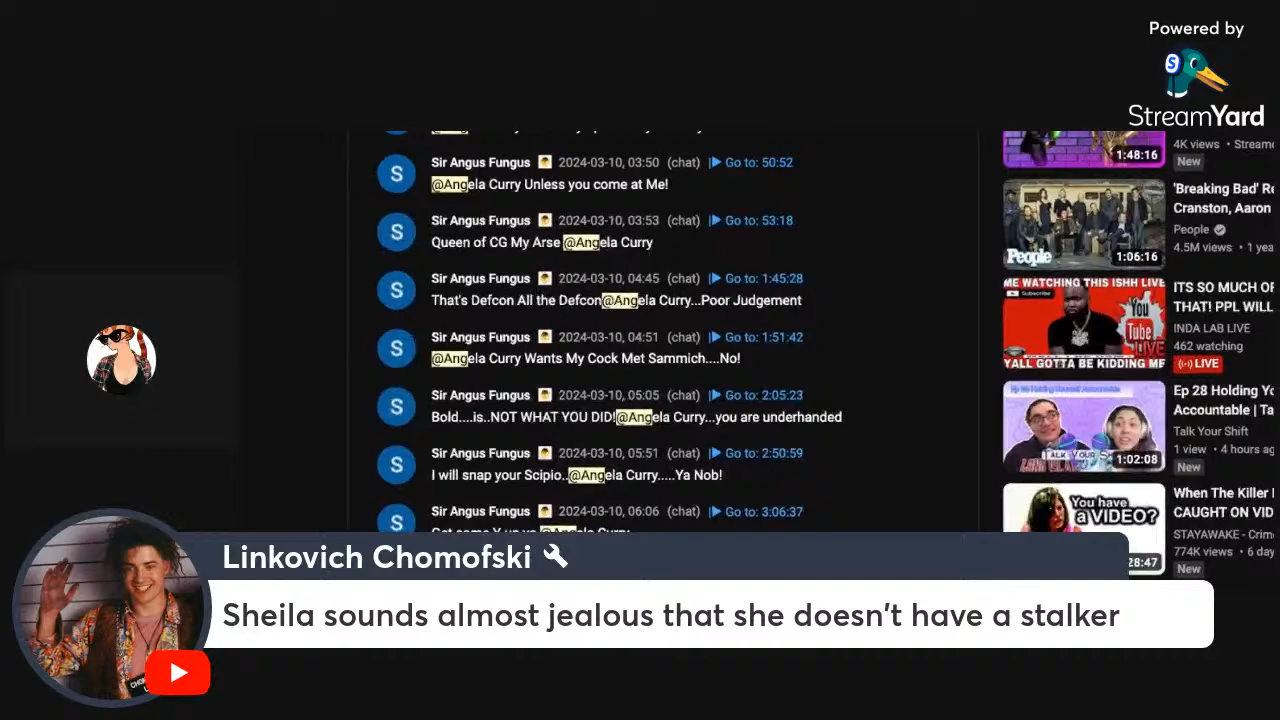 Powered by
StreamYard
Sir Angus Fungus 2024-03-10, 03:50 (chat) Go to: 50:52
@Angela Curry Unless you come at Me!
Sir Angus Fungus 2024-03-10, 03:53 (chat) Go to: 53:18
Queen of CG My Arse @Angela Curry
Sir Angus Fungus 2024-03-10, 04:45 (chat) Go to: 1:45:28
That's Defcon All the Defcon@Angela Curry...Poor Judgement
Sir Angus Fungus 2024-03-10, 04:51 (chat) Go to: 1:51:42
@Angela Curry Wants My Cock Met Sammich....No!
Sir Angus Fungus 2024-03-10, 05:05 (chat) Go to: 2:05:23
Bold....is..NOT WHAT YOU DID!@Angela Curry...you are underhanded
Sir Angus Fungus 2024-03-10, 05:51 (chat) Go to: 2:50:59
I will snap your Scipio..@Angela Curry.....Ya Nob!
Sir Angus Fungus 2024-03-10, 06:06 (chat) Go to: 3:06:37
S
S
S
S
S
S
S
1:48:16
4K views • Streame
New
People
1:06:16
'Breaking Bad' Re
Cranston, Aaron
People
4.5M views • 1 yea
ME WATCHING THIS ISHH LIVE
Subscribe
You
Tube
LIVE
YALL GOTTA BE KIDDING ME
ITS SO MUCH OF
THAT! PPL WILL
INDA LAB LIVE
462 watching
LIVE
Ep 28 Holding Yo
Accountable | Ta
Talk Your Shift
1 view • 4 hours ag
New
1:02:08
You have
a VIDEO?
28:47
When The Killer I
CAUGHT ON VID
STAYAWAKE - Crim
774K views • 6 day
New
Linkovich Chomofski
Sheila sounds almost jealous that she doesn't have a stalker